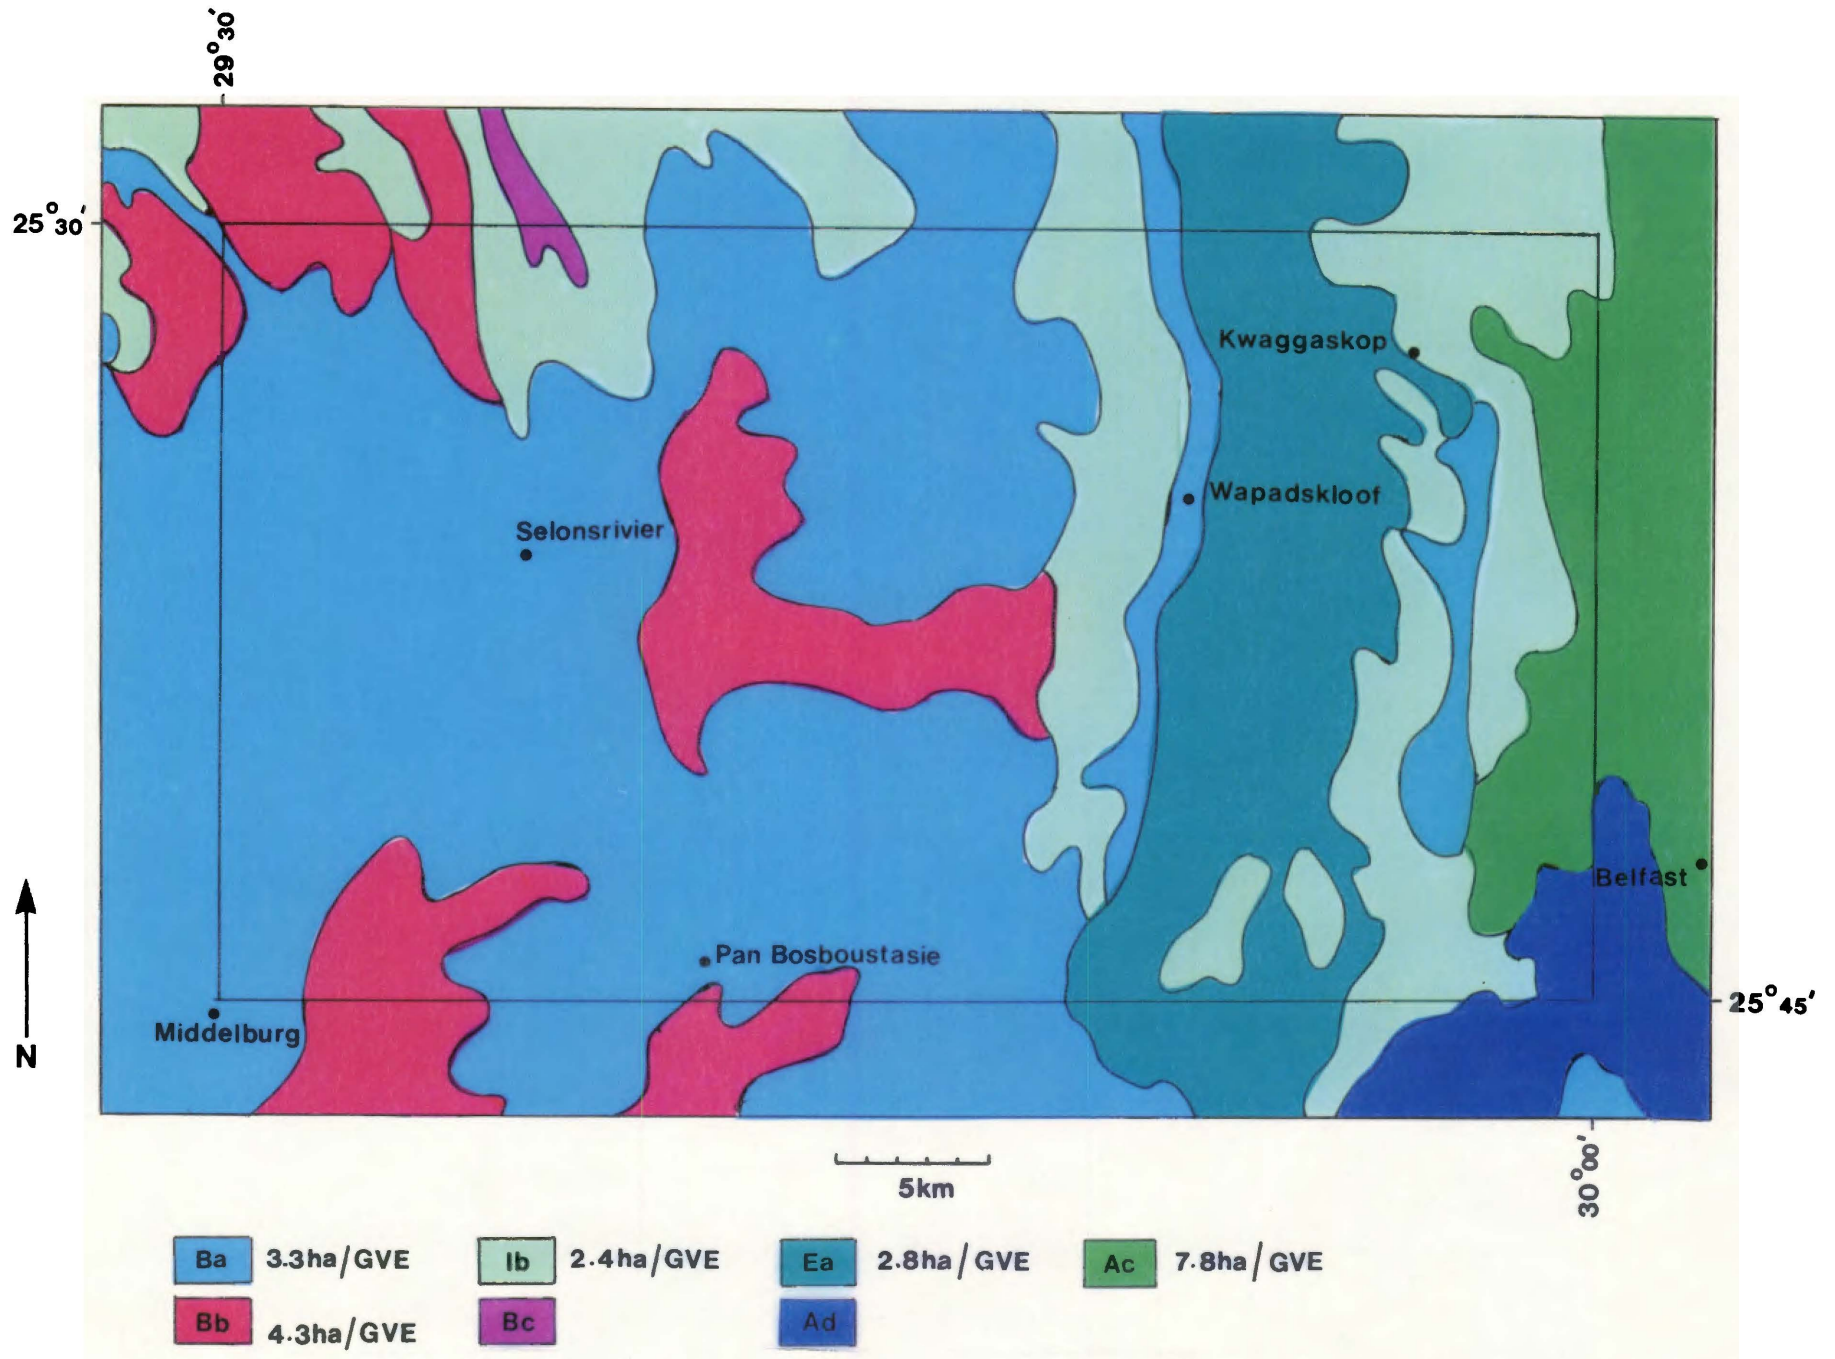 29°30'
25°30'
Kwaggaskop
Wapadskloof
Selonsrivier
Belfast
Pan Bosboustasie
25°45'
Middelburg
N
5km
30°00'
Ba 3.3ha/GVE Ib 2.4ha/GVE Ea 2.8ha/GVE Ac 7.8ha/GVE
Bb 4.3ha/GVE Bc Ad